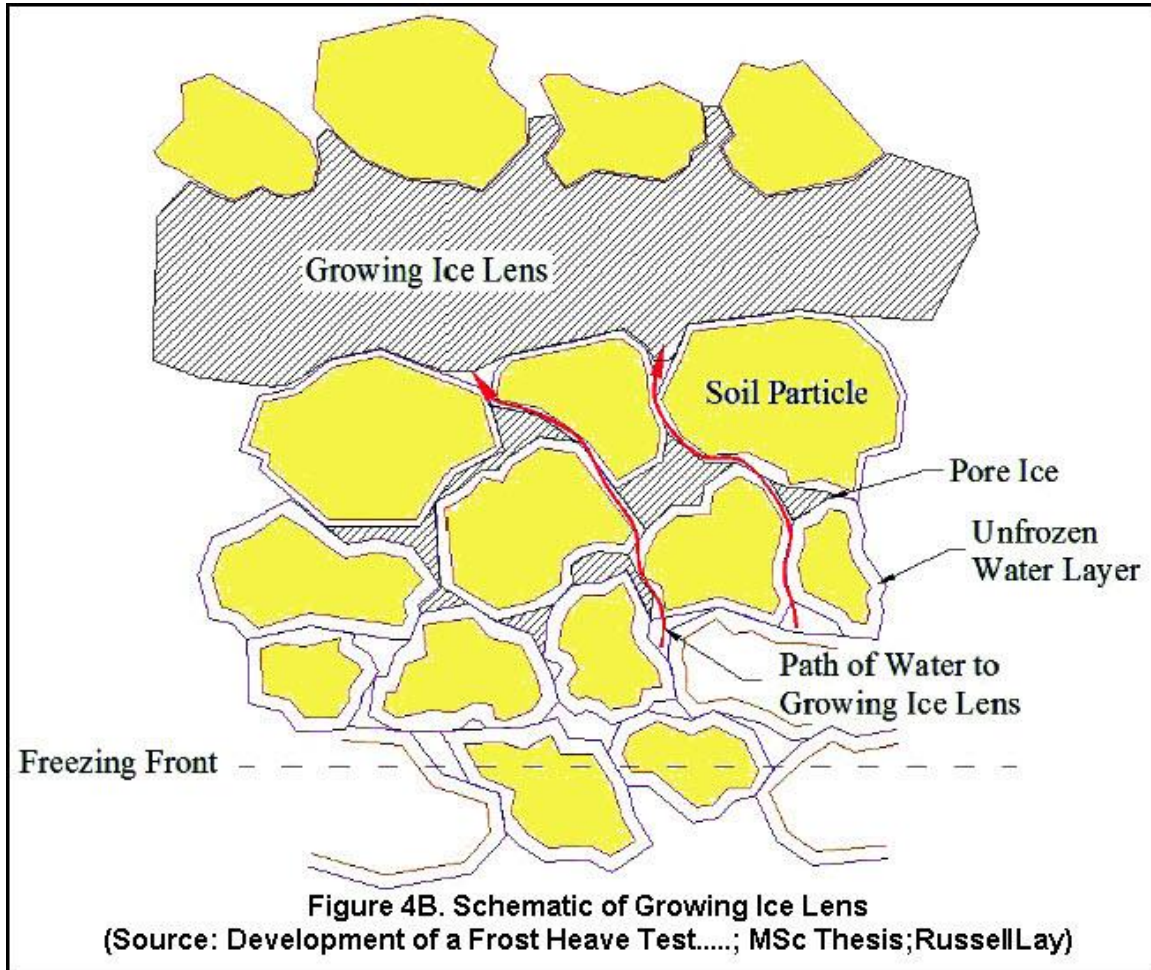 Growing Ice Lens
Soil Particle
Pore Ice
Unfrozen
Water Layer
Path of Water to
Growing Ice Lens
Freezing Front
Figure 4B. Schematic of Growing Ice Lens
(Source: Development of a Frost Heave Test.....; MSc Thesis;RussellLay)